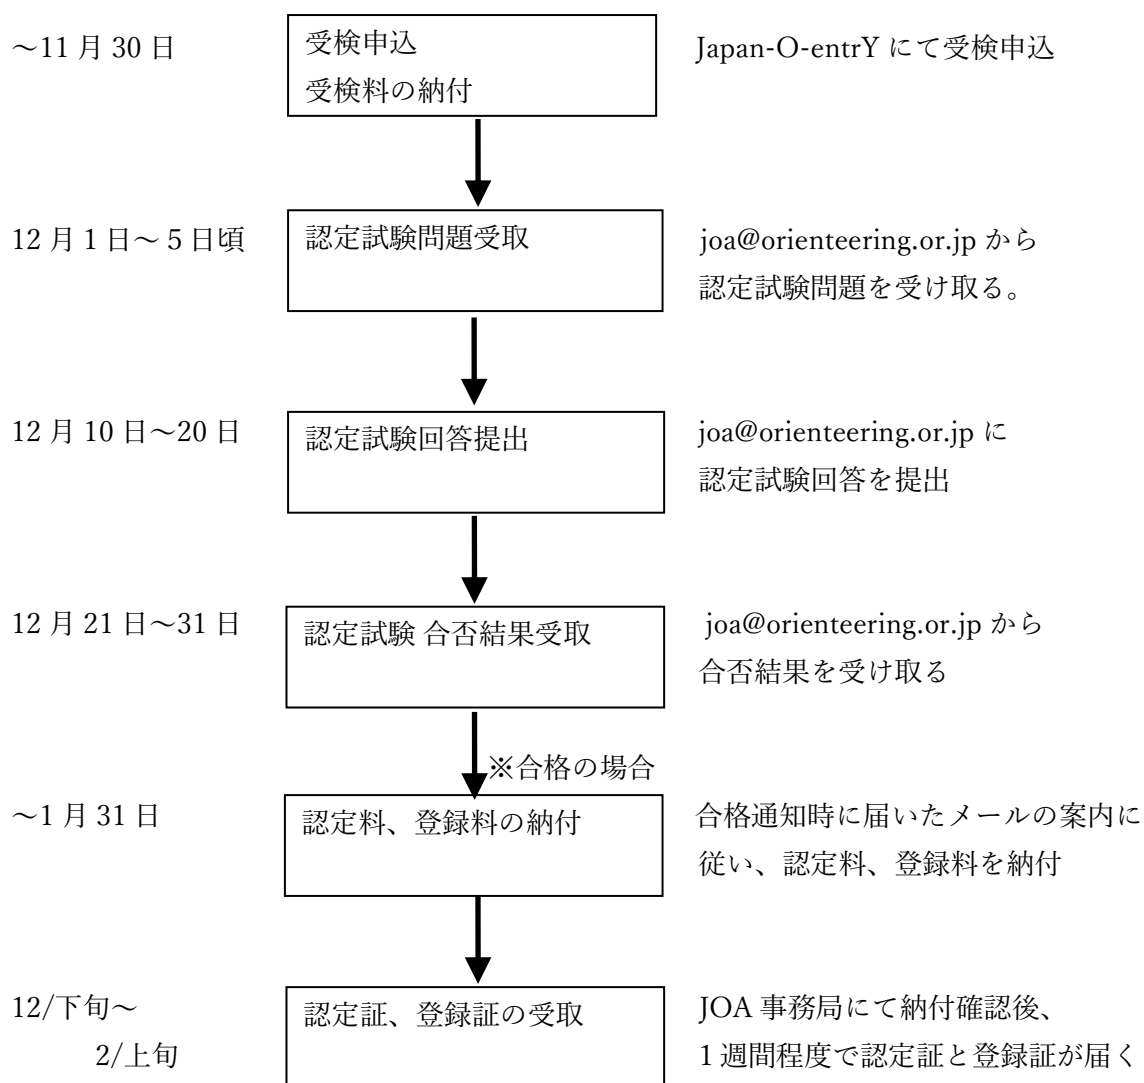 ～11 月 30 日
受検申込
受検料の納付
Japan-O-entrY にて受検申込
12 月 1 日～ 5 日頃
認定試験問題受取
joa@orienteering.or.jp から
認定試験問題を受け取る。
12 月 10 日～20 日
認定試験回答提出
joa@orienteering.or.jp に
認定試験回答を提出
12 月 21 日～31 日
認定試験 合否結果受取
joa@orienteering.or.jp から
合否結果を受け取る
※合格の場合
～1 月 31 日
認定料、登録料の納付
合格通知時に届いたメールの案内に
従い、認定料、登録料を納付
12/下旬～
2/上旬
認定証、登録証の受取
JOA 事務局にて納付確認後、
1 週間程度で認定証と登録証が届く